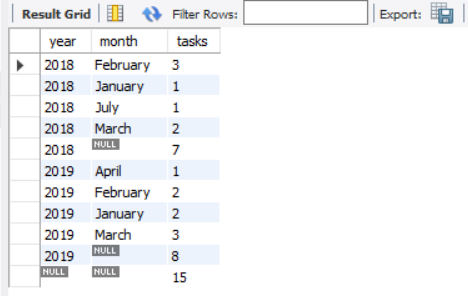 Result Grid Filter Rows: Export:
year month tasks
2018 February 3
2018 January 1
2018 July 1
2018 March 2
2018 NULL 7
2019 April 1
2019 February 2
2019 January 2
2019 March 3
2019 NULL 8
NULL NULL 15